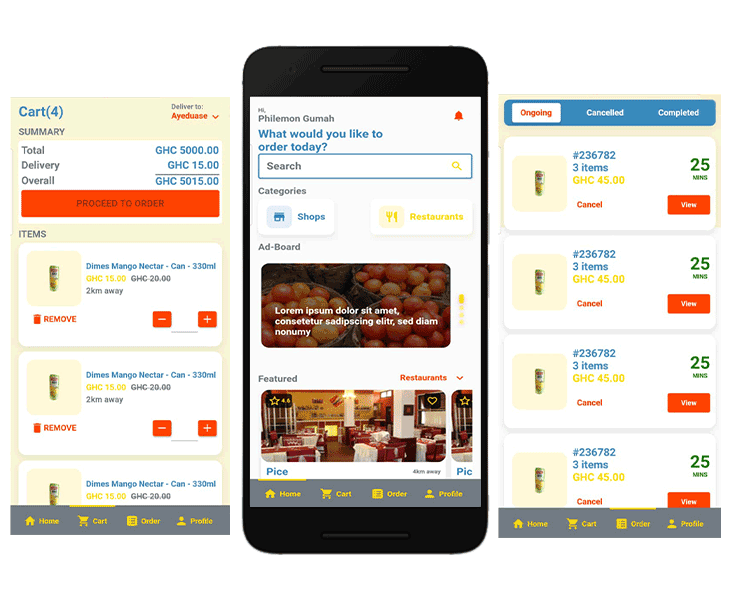 Cart(4)
Deliver to:
Ayeduase
SUMMARY
Total GHC 5000.00
Delivery GHC 15.00
Overall GHC 5015.00
PROCEED TO ORDER
ITEMS
Dimes Mango Nectar - Can - 330ml
GHC 15.00 GHC 20.00
2km away
REMOVE
Dimes Mango Nectar - Can - 330ml
GHC 15.00 GHC 20.00
2km away
REMOVE
Dimes Mango Nectar - Can - 330ml
GHC 15.00 GHC 20.00
Home Cart Order Profile
Hi,
Philemon Gumah
What would you like to
order today?
Search
Categories
Shops Restaurants
Ad-Board
Lorem ipsum dolor sit amet,
consetetur sadipscing elitr, sed diam
nonumy
Featured Restaurants
4.6
Pice 4km away Pic
Home Cart Order Profile
Ongoing Cancelled Completed
#236782
3 items
GHC 45.00
25
MINS
Cancel View
#236782
3 items
GHC 45.00
25
MINS
Cancel View
#236782
3 items
GHC 45.00
25
MINS
Cancel View
#236782
3 items
GHC 45.00
25
MINS
Cancel View
Home Cart Order Profile